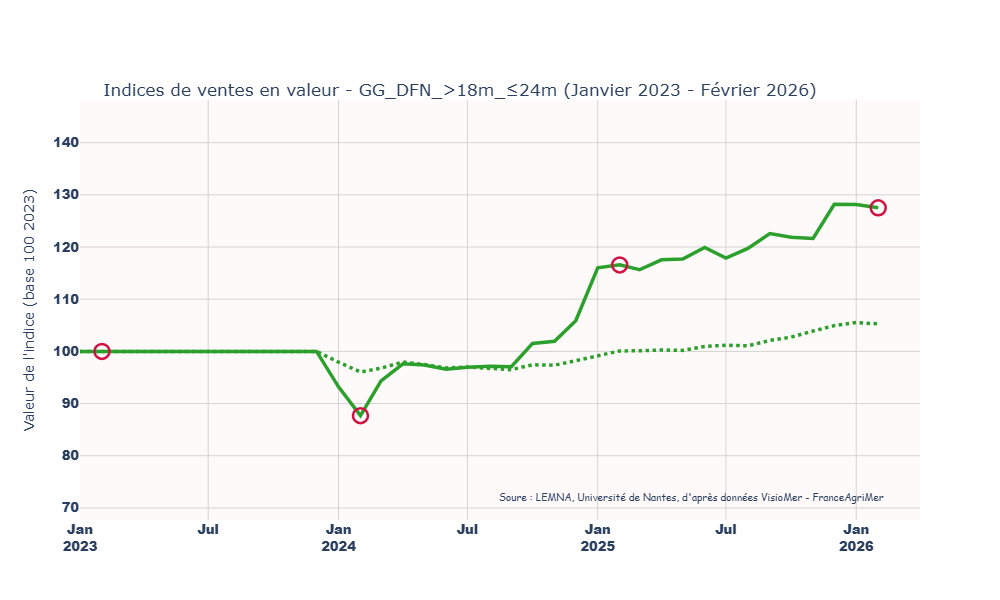 Indices de ventes en valeur - GG_DFN_>18m_≤24m (Janvier 2023 - Février 2026)
Valeur de l'indice (base 100 2023)
140
130
120
110
100
90
80
70
Soure : LEMNA, Université de Nantes, d'après données VisioMer - FranceAgriMer
Jan Jul Jan Jul Jan Jul Jan
2023 2024 2025 2026